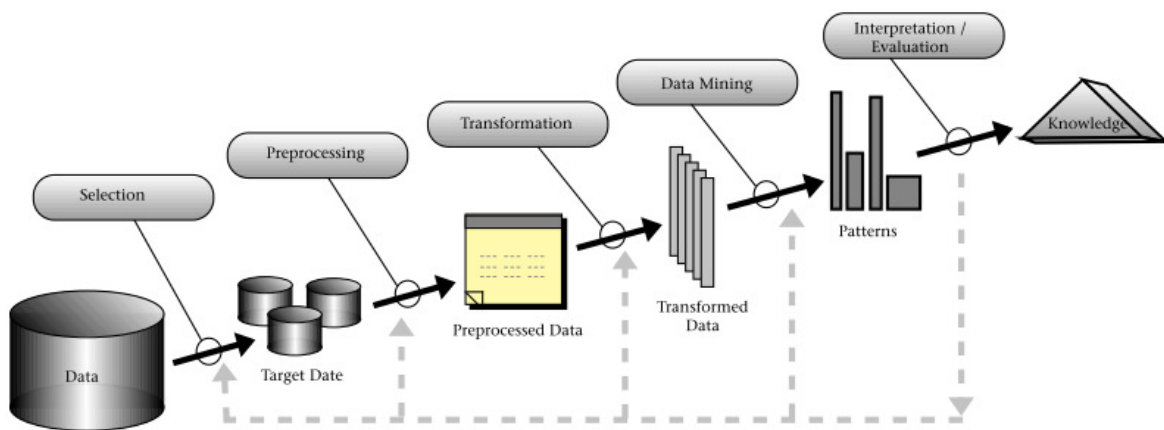 Interpretation /
Evaluation
Data Mining
Transformation
Preprocessing
Selection
Knowledge
Patterns
Transformed
Data
Preprocessed Data
Target Date
Data